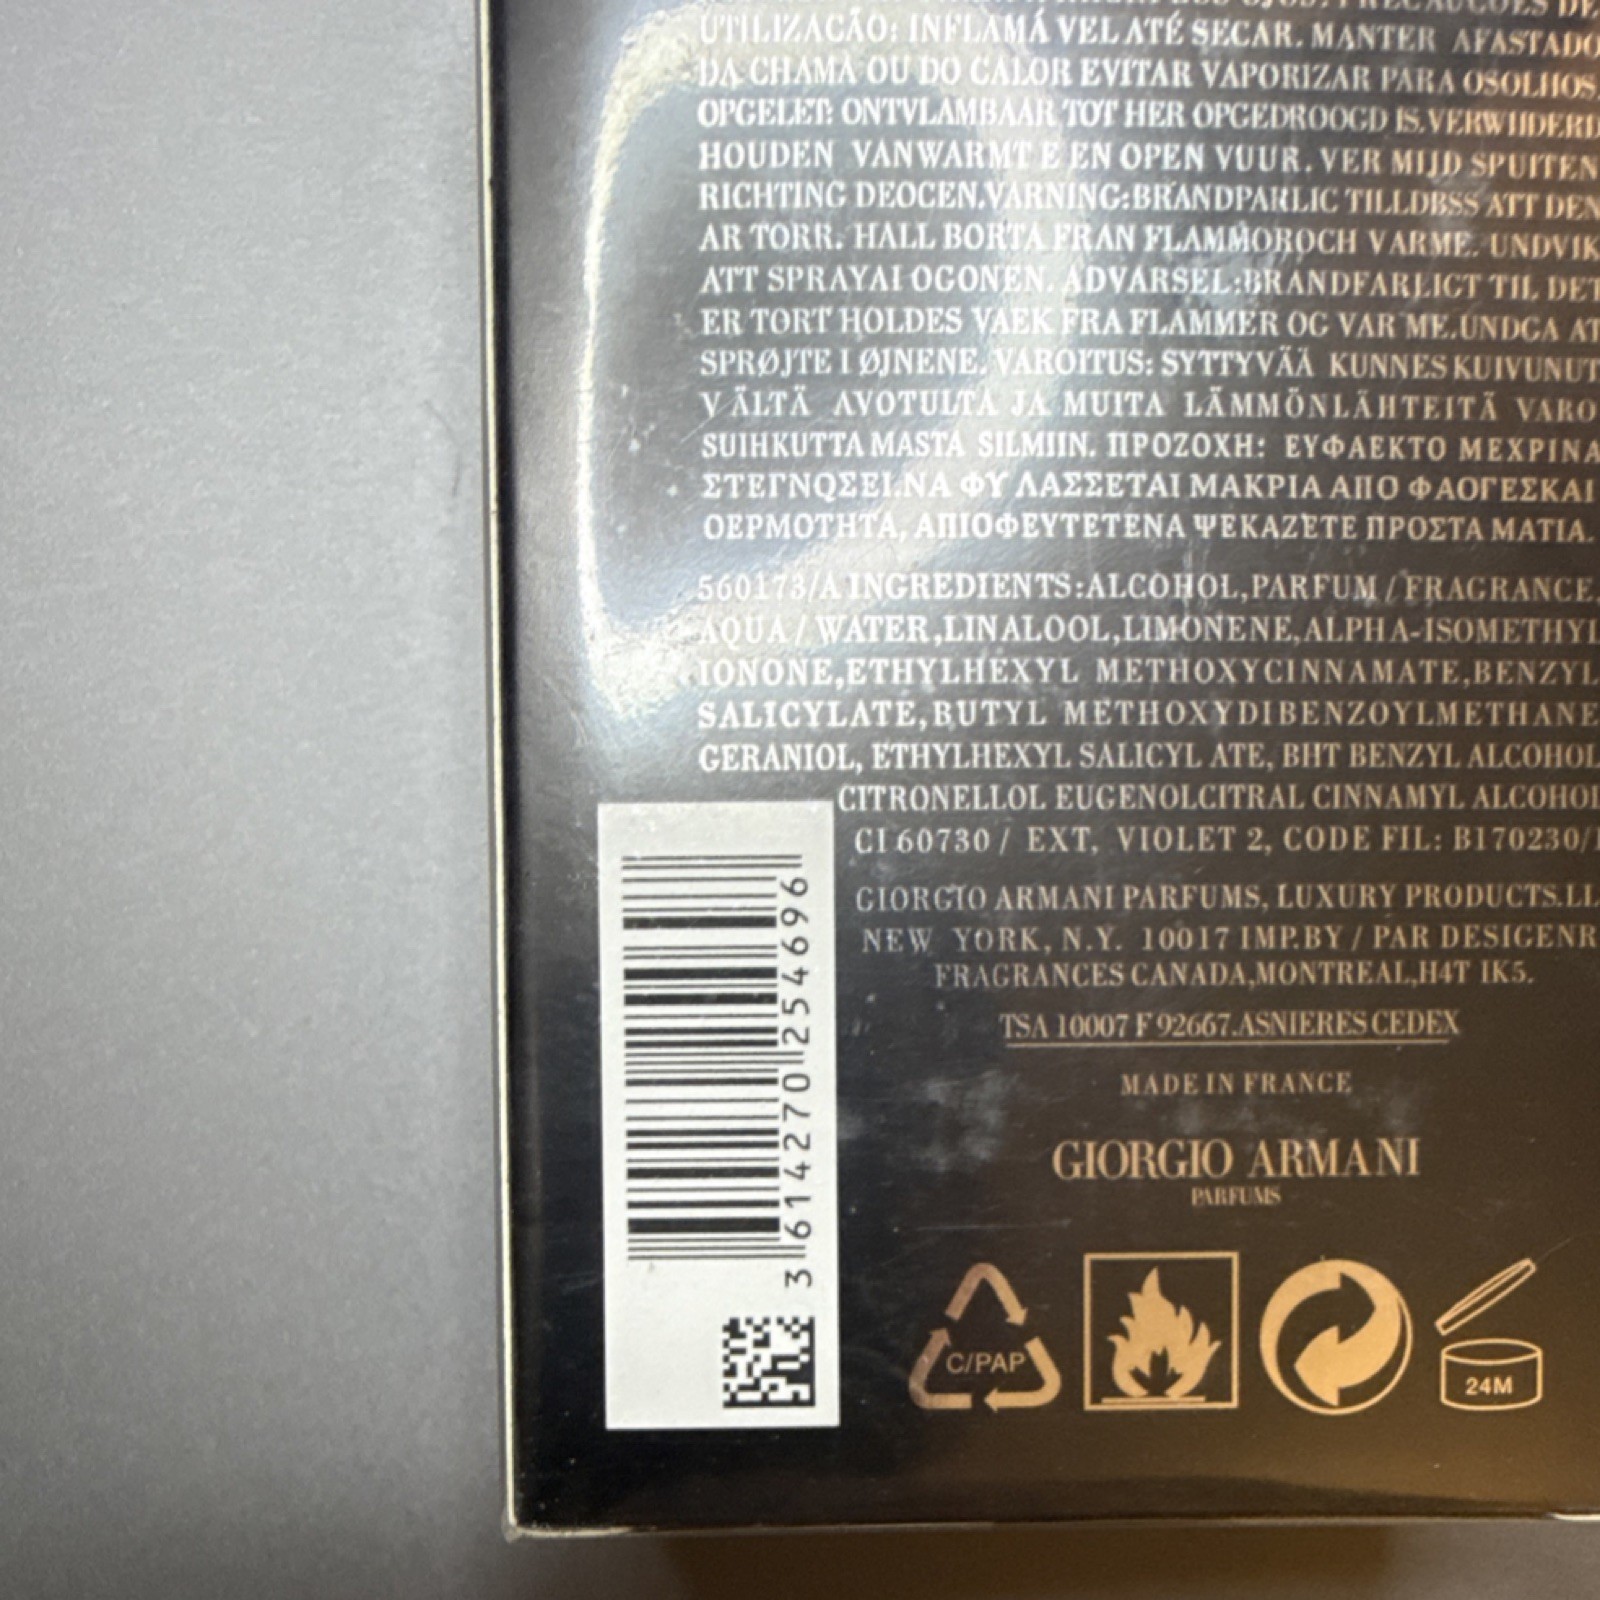 PRECAUCOES DE
UTILIZACÃO: INFLAMÁ VEL ATÉ SECAR. MANTER AFASTADO
DA CHAMA OU DO CALOR EVITAR VAPORIZAR PARA OSOLHOS.
OPGELET: ONTVLAMBAAR TOT HER OPGEDROOGD IS. VERWIJDERD
HOUDEN VANWARMT E EN OPEN VUUR. VER MIJD SPUITEN
RICHTING DEOCEN. VARNING: BRANDPARLIC TILLDBSS ATT DEN
AR TORR. HALL BORTA FRAN FLAMMOROCH VARME. UNDVIK
ATT SPRAYAI OGONEN. ADVARSEL: BRANDFARLIGT TIL DET
ER TORT HOLDES VAEK FRA FLAMMER OG VAR ME. UNDGA AT
SPRØJTE I ØJNENE. VAROITUS: SYTTYVÄÄ KUNNES KUIVUNUT
V ÄLTÄ AVOTULTA JA MUITA LÄMMÖNLÄHTEITÄ VARO
SUIHKUTTA MASTA SILMIIN. ΠPOZOXH: ΕΥΦΑΕΚΤΟ ΜΕΧΡΙΝΑ
ΣΤΕΓΝΩΣΕΙ.ΝΑ ΦΥ ΛΑΣΣΕΤΑΙ ΜΑΚΡΙΑ ΑΠΟ ΦΑΟΓΕΣΚΑΙ
ΟΕΡΜΟΤΗΤΑ, ΑΠΙΟΦΕΥΤΕΤΕΝΑ ΨΕΚΑΖΕΤΕ ΠΡΟΣΤΑ ΜΑΤΙΑ.
560173/A INGREDIENTS:ALCOHOL,PARFUM / FRAGRANCE,
AQUA / WATER,LINALOOL,LIMONENE,ALPHA-ISOMETHYL
IONONE,ETHYLHEXYL METHOXYCINNAMATE,BENZYL
SALICYLATE,BUTYL METHOXYDIBENZOYLMETHANE
GERANIOL, ETHYLHEXYL SALICYL ATE, BHT BENZYL ALCOHOL
CITRONELLOL EUGENOLCITRAL CINNAMYL ALCOHOL
CI 60730 / EXT, VIOLET 2, CODE FIL: B170230/1
GIORGIO ARMANI PARFUMS, LUXURY PRODUCTS.LL
NEW YORK, N.Y. 10017 IMP.BY / PAR DESIGENR
FRAGRANCES CANADA,MONTREAL,H4T 1K5.
TSA 10007 F 92667.ASNIERES CEDEX
MADE IN FRANCE
GIORGIO ARMANI
PARFUMS
C/PAP
24M
3 614270 254696